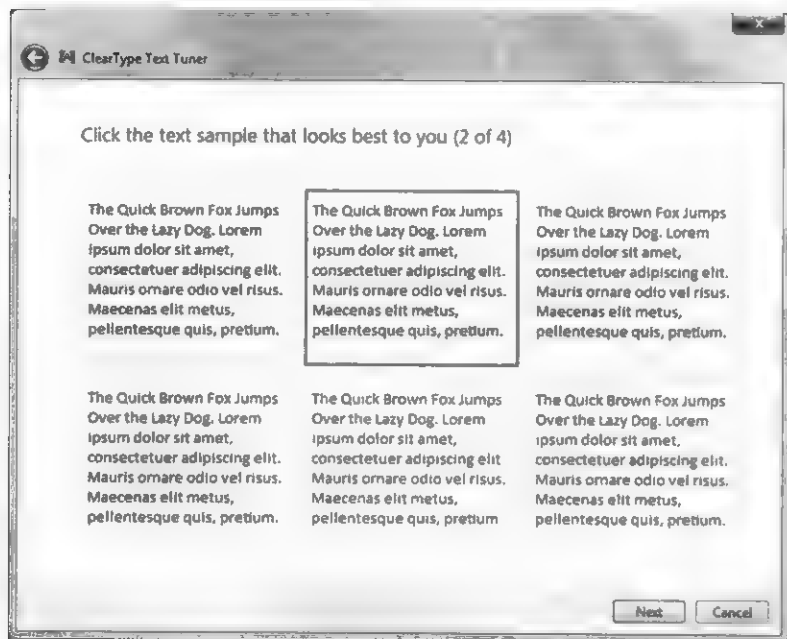 ClearType Text Tuner
Click the text sample that looks best to you (2 of 4)
The Quick Brown Fox Jumps
Over the Lazy Dog. Lorem
ipsum dolor sit amet,
consectetuer adipiscing elit.
Mauris ornare odio vel risus.
Maecenas elit metus,
pellentesque quis, pretium.
The Quick Brown Fox Jumps
Over the Lazy Dog. Lorem
ipsum dolor sit amet,
consectetuer adipiscing elit.
Mauris ornare odio vel risus.
Maecenas elit metus,
pellentesque quis, pretium.
The Quick Brown Fox Jumps
Over the Lazy Dog. Lorem
ipsum dolor sit amet,
consectetuer adipiscing elit.
Mauris ornare odio vel risus.
Maecenas elit metus,
pellentesque quis, pretium.
The Quick Brown Fox Jumps
Over the Lazy Dog. Lorem
ipsum dolor sit amet,
consectetuer adipiscing elit.
Mauris ornare odio vel risus.
Maecenas elit metus,
pellentesque quis, pretium.
The Quick Brown Fox Jumps
Over the Lazy Dog. Lorem
ipsum dolor sit amet,
consectetuer adipiscing elit
Mauris ornare odio vel risus.
Maecenas elit metus,
pellentesque quis, pretium
The Quick Brown Fox Jumps
Over the Lazy Dog. Lorem
ipsum dolor sit amet,
consectetuer adipiscing elit.
Mauris ornare odio vel risus.
Maecenas elit metus,
pellentesque quis, pretium.
Next
Cancel